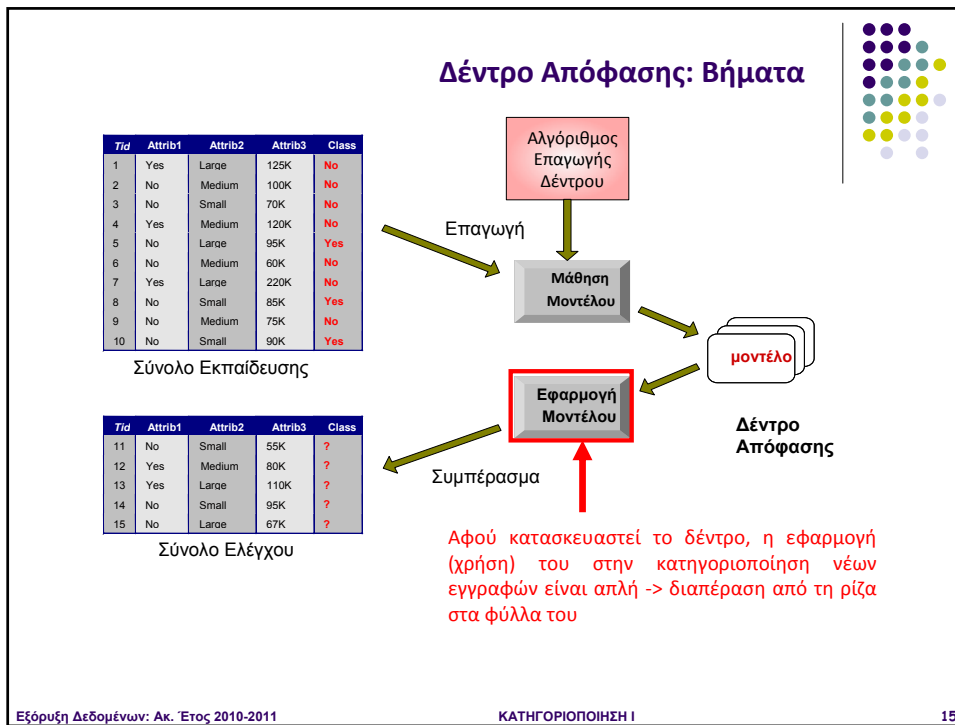 Δέντρο Απόφασης: Βήματα
Tid Attrib1 Attrib2 Attrib3 Class
1 Yes Large 125K No
2 No Medium 100K No
3 No Small 70K No
4 Yes Medium 120K No
5 No Large 95K Yes
6 No Medium 60K No
7 Yes Large 220K No
8 No Small 85K Yes
9 No Medium 75K No
10 No Small 90K Yes
Σύνολο Εκπαίδευσης
Αλγόριθμος
Επαγωγής
Δέντρου
Επαγωγή
Μάθηση
Μοντέλου
μοντέλο
Δέντρο
Απόφασης
Εφαρμογή
Μοντέλου
Συμπέρασμα
Tid Attrib1 Attrib2 Attrib3 Class
11 No Small 55K ?
12 Yes Medium 80K ?
13 Yes Large 110K ?
14 No Small 95K ?
15 No Large 67K ?
Σύνολο Ελέγχου
Αφού κατασκευαστεί το δέντρο, η εφαρμογή
(χρήση) του στην κατηγοριοποίηση νέων
εγγραφών είναι απλή -> διαπέραση από τη ρίζα
στα φύλλα του
Εξόρυξη Δεδομένων: Ακ. Έτος 2010-2011 ΚΑΤΗΓΟΡΙΟΠΟΙΗΣΗ Ι 15